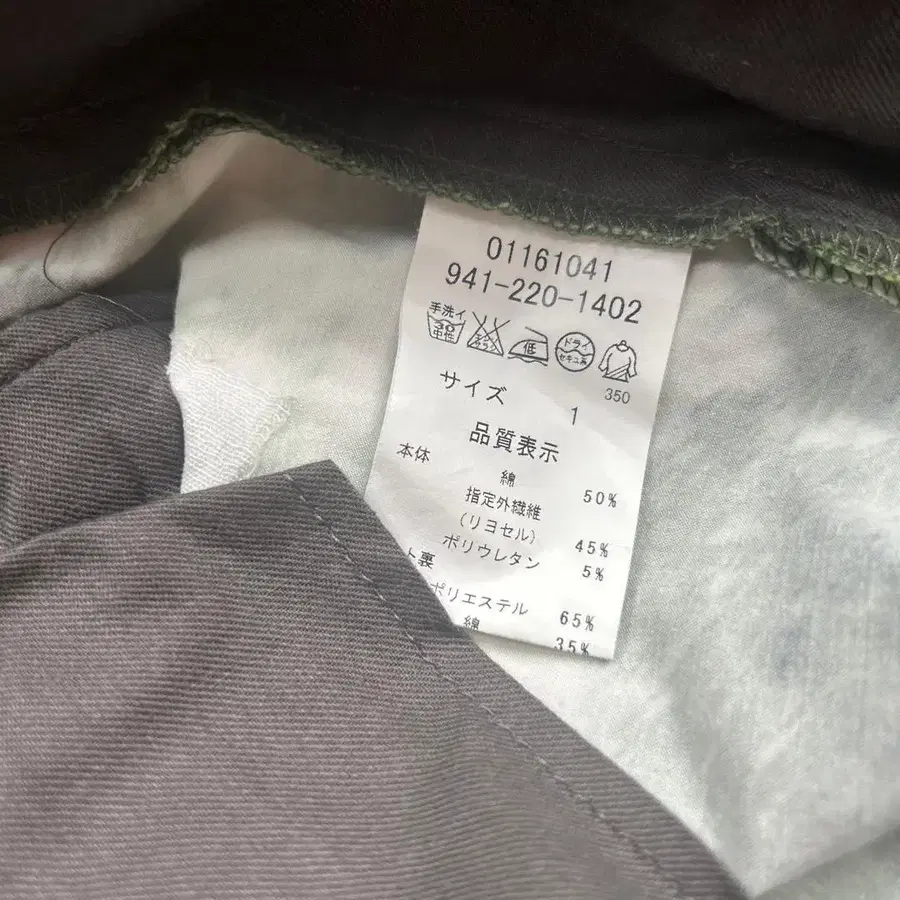 01161041
941-220-1402
手洗イ 30 中性 低 ドライ セキユ系
350
サイズ 1
品質表示
本体 綿 50%
指定外繊維
(リヨセル) 45%
ポリウレタン 5%
ト裏
ポリエステル 65%
綿 35%